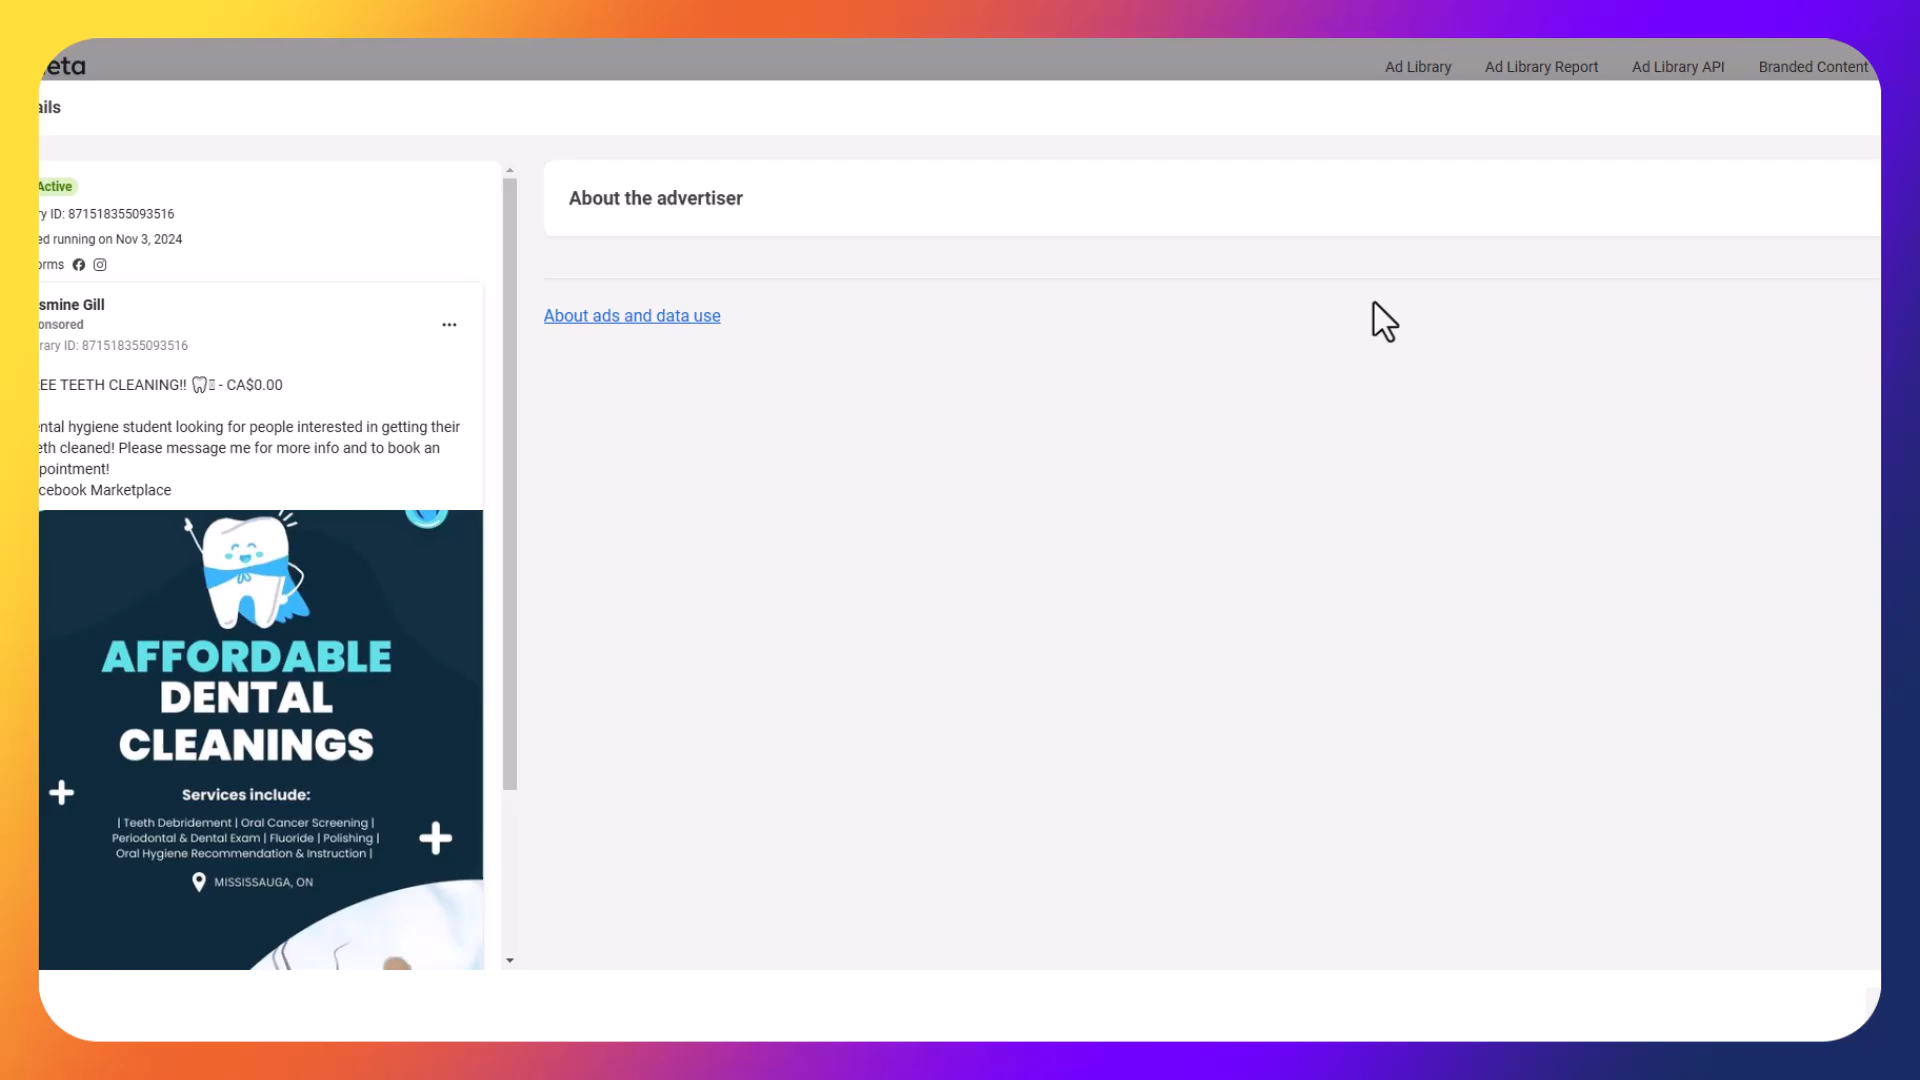 eta
Ad Library
Ad Library Report
Ad Library API
Branded Content
ails
Active
ry ID: 871518355093516
ed running on Nov 3, 2024
orms
About the advertiser
About ads and data use
smine Gill
onsored
rary ID: 871518355093516
EE TEETH CLEANING!! 🦷 - CA$0.00
ental hygiene student looking for people interested in getting their
eth cleaned! Please message me for more info and to book an
pointment!
cebook Marketplace
AFFORDABLE
DENTAL
CLEANINGS
Services include:
| Teeth Debridement | Oral Cancer Screening |
Periodontal & Dental Exam | Fluoride | Polishing |
Oral Hygiene Recommendation & Instruction |
MISSISSAUGA, ON